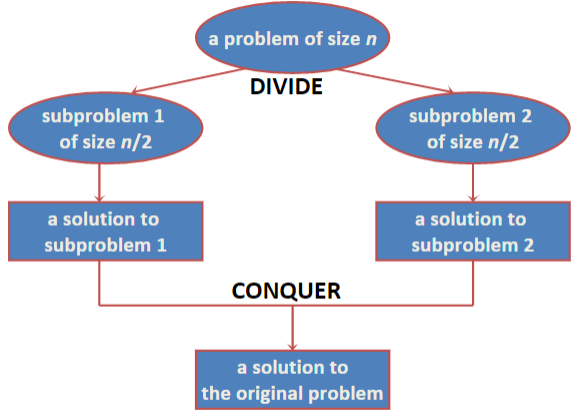 a problem of size n
DIVIDE
subproblem 1
of size n/2
subproblem 2
of size n/2
a solution to
subproblem 1
a solution to
subproblem 2
CONQUER
a solution to
the original problem